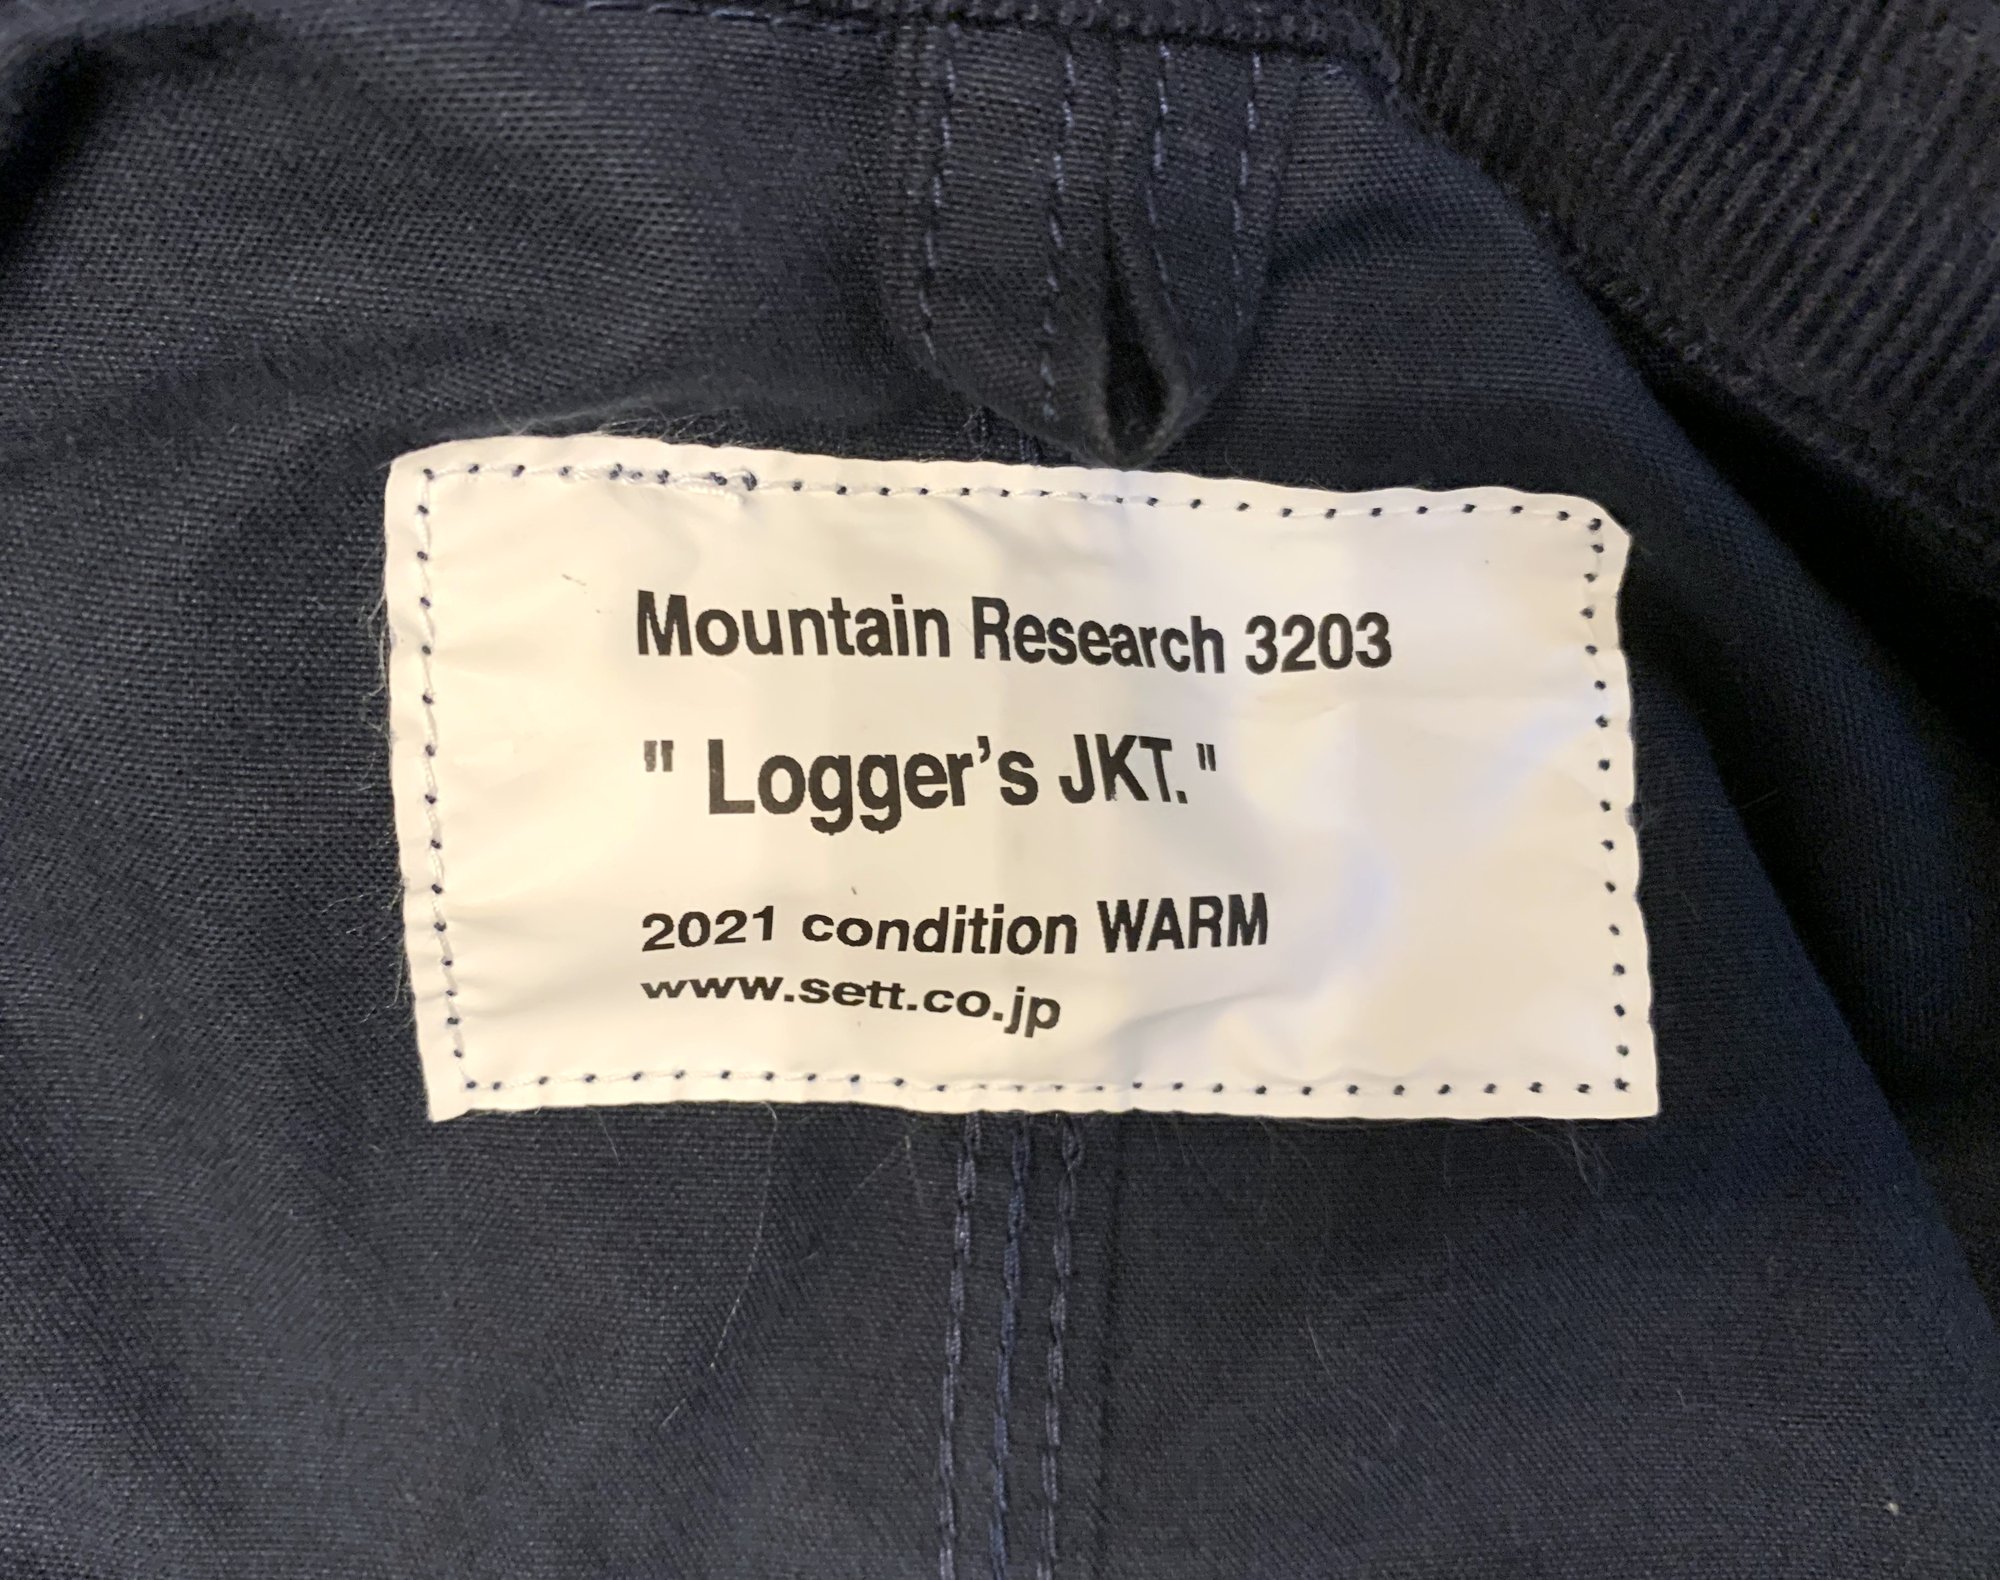 Mountain Research 3203
" Logger’s JKT. "
2021 condition WARM
www.sett.co.jp